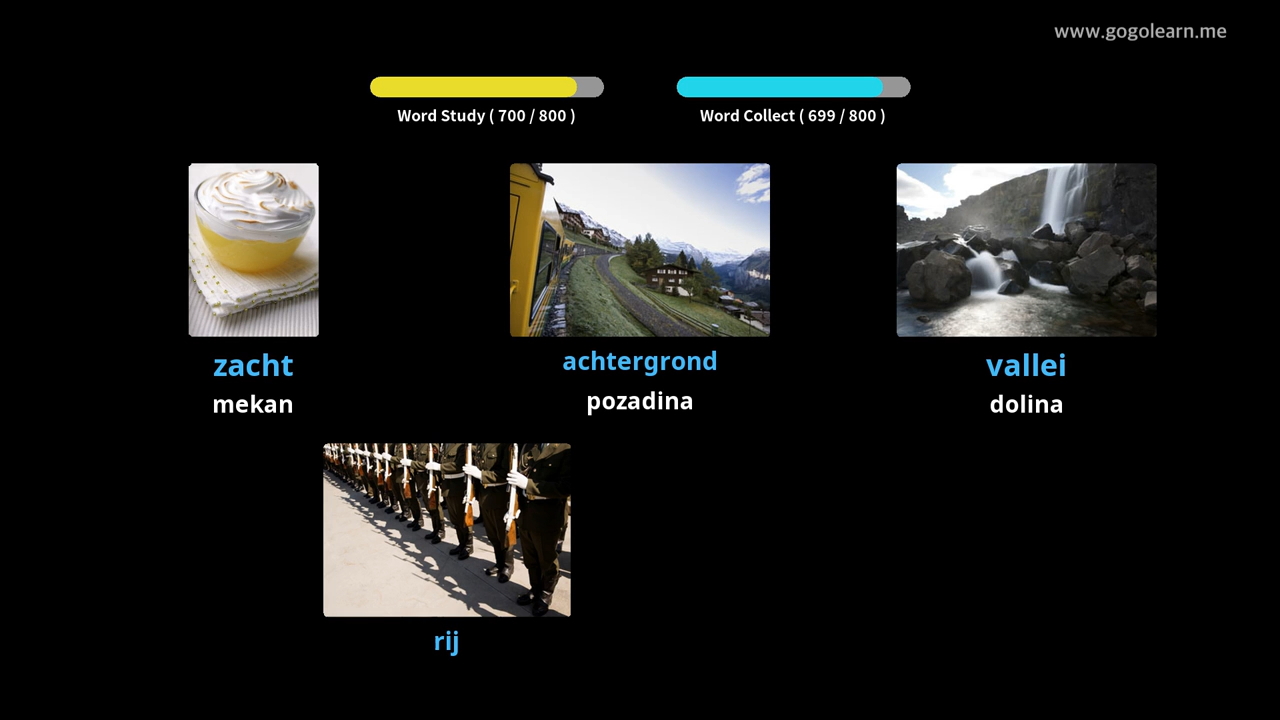 www.gogolearn.me
Word Study ( 700 / 800 )
Word Collect ( 699 / 800 )
zacht
mekan
achtergrond
pozadina
vallei
dolina
rij